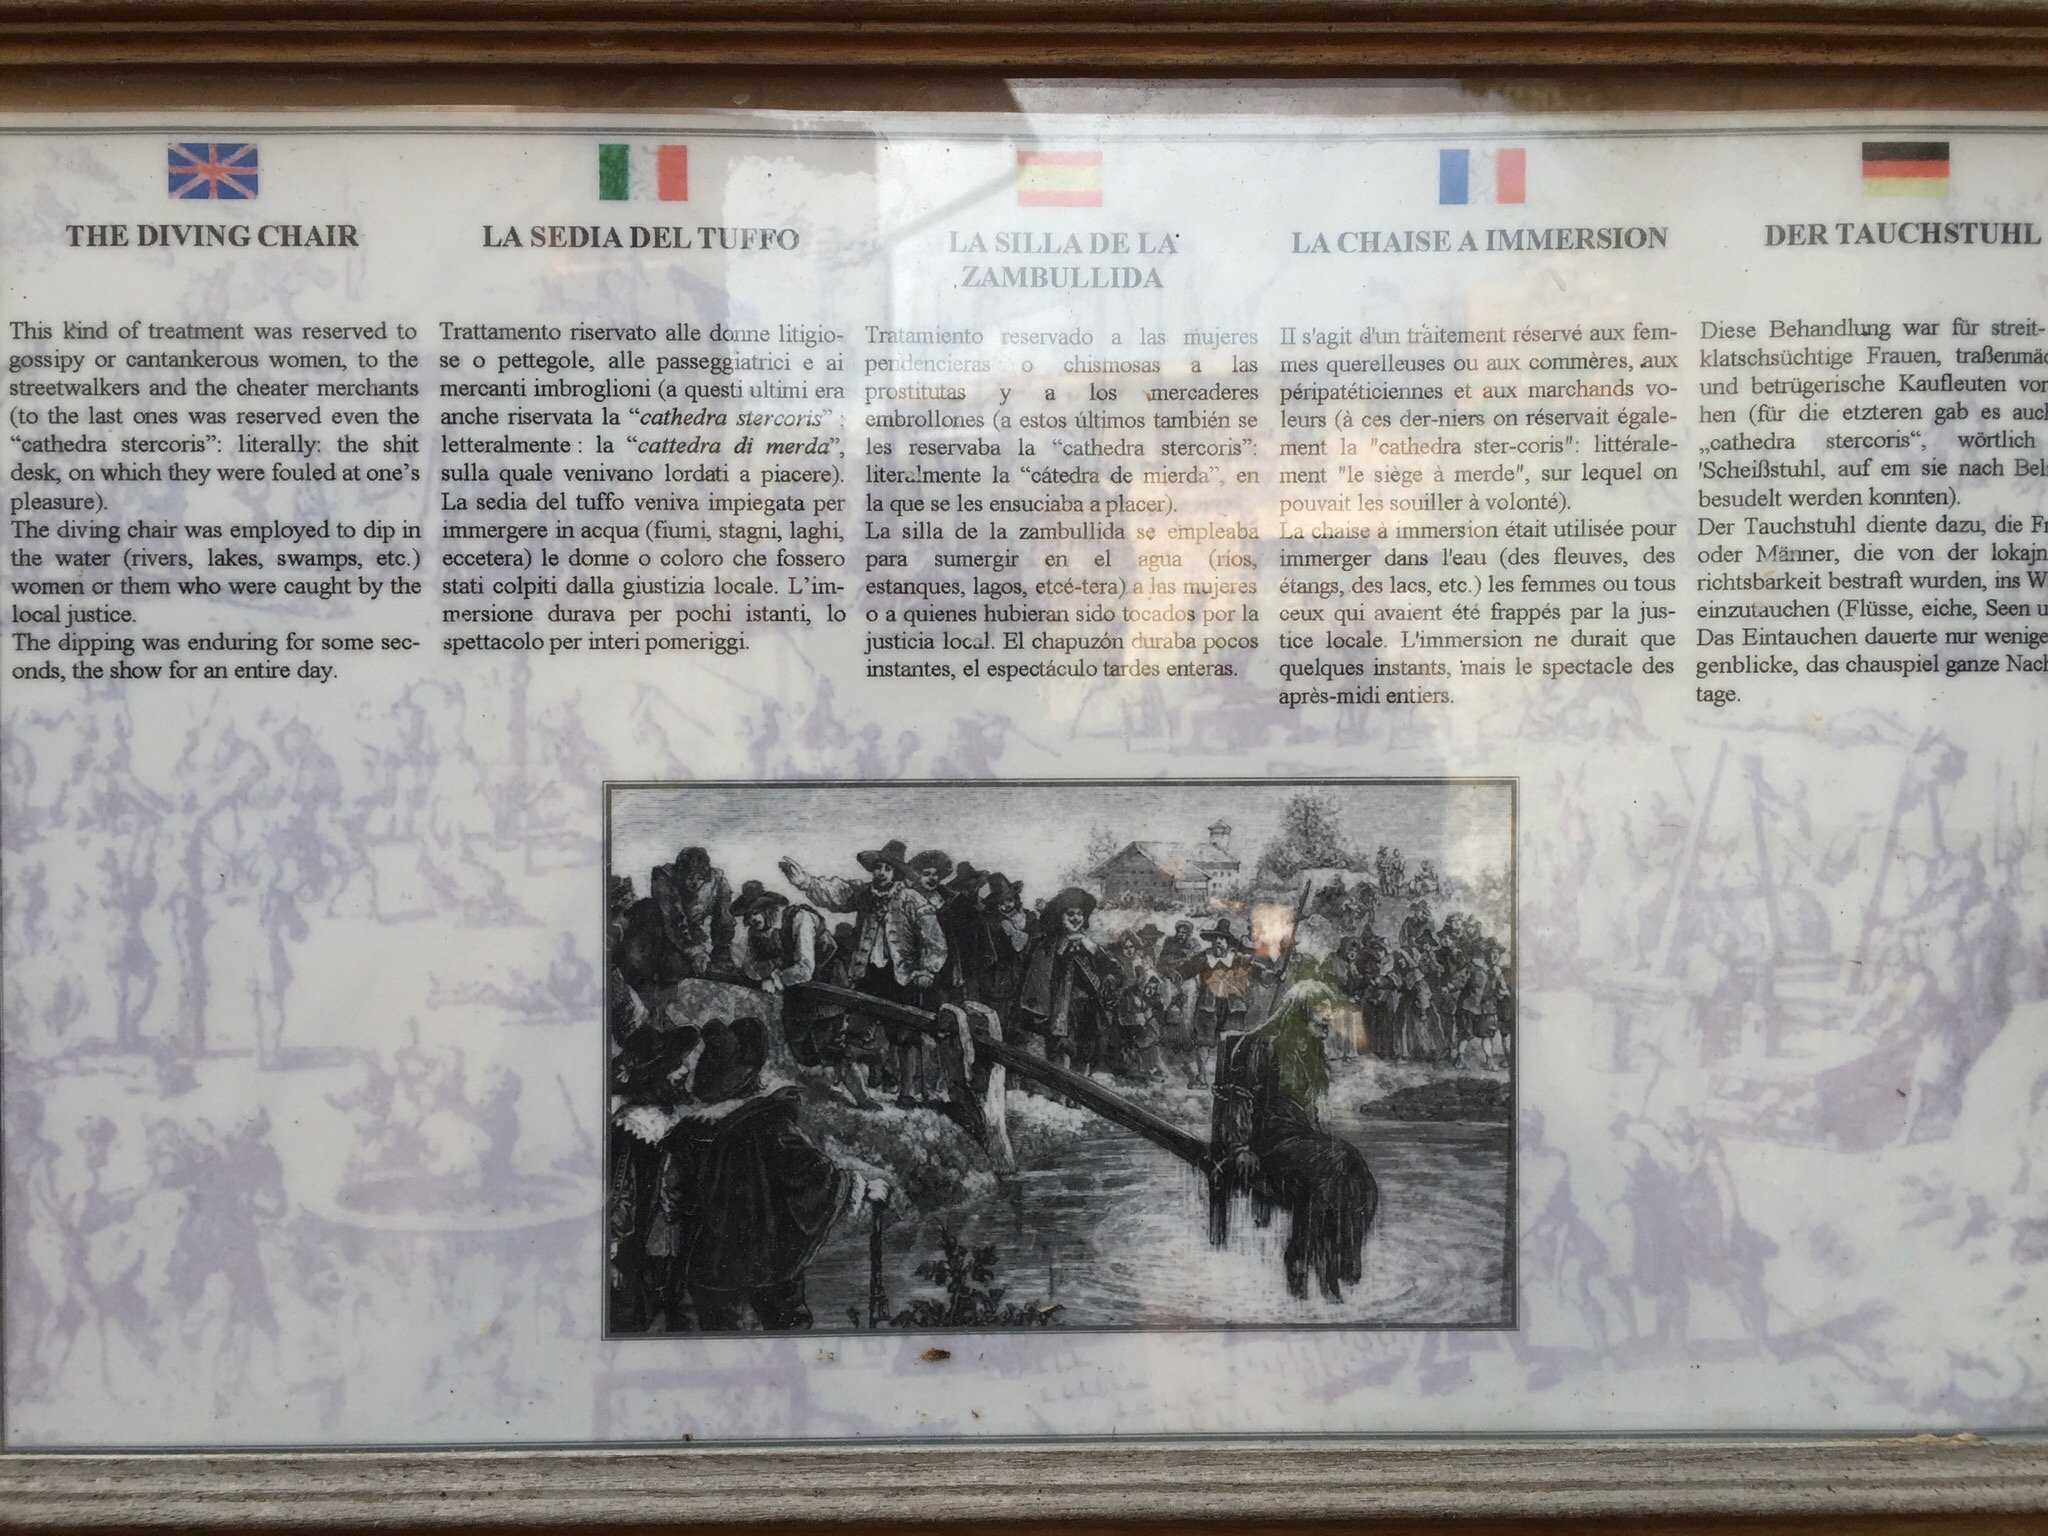 THE DIVING CHAIR
This kind of treatment was reserved to
gossipy or cantankerous women, to the
streetwalkers and the cheater merchants
(to the last ones was reserved even the
“cathedra stercoris”: literally: the shit
desk, on which they were fouled at one’s
pleasure).
The diving chair was employed to dip in
the water (rivers, lakes, swamps, etc.)
women or them who were caught by the
local justice.
The dipping was enduring for some sec-
onds, the show for an entire day.
LA SEDIA DEL TUFFO
Trattamento riservato alle donne litigio-
se o pettegole, alle passeggiatrici e ai
mercanti imbroglioni (a questi ultimi era
anche riservata la “cathedra stercoris” :
letteralmente : la “cattedra di merda”,
sulla quale venivano lordati a piacere).
La sedia del tuffo veniva impiegata per
immergere in acqua (fiumi, stagni, laghi,
eccetera) le donne o coloro che fossero
stati colpiti dalla giustizia locale. L’im-
mersione durava per pochi istanti, lo
spettacolo per interi pomeriggi.
LA SILLA DE LA
ZAMBULLIDA
Tratamiento reservado a las mujeres
pendencieras o chismosas a las
prostitutas y a los mercaderes
embrollones (a estos últimos también se
les reservaba la “cathedra stercoris”:
literalmente la “cátedra de mierda”, en
la que se les ensuciaba a placer).
La silla de la zambullida se empleaba
para sumergir en el agua (ríos,
estanques, lagos, etcé-tera) a las mujeres
o a quienes hubieran sido tocados por la
justicia local. El chapuzón duraba pocos
instantes, el espectáculo tardes enteras.
LA CHAISE A IMMERSION
II s'agit d'un traitement réservé aux fem-
mes querelleuses ou aux commères, aux
péripatéticiennes et aux marchands vo-
leurs (à ces der-niers on réservait égale-
ment la "cathedra ster-coris": littérale-
ment "le siège à merde", sur lequel on
pouvait les souiller à volonté).
La chaise à immersion était utilisée pour
immerger dans l'eau (des fleuves, des
étangs, des lacs, etc.) les femmes ou tous
ceux qui avaient été frappés par la jus-
tice locale. L'immersion ne durait que
quelques instants, mais le spectacle des
après-midi entiers.
DER TAUCHSTUHL
Diese Behandlung war für streit-
klatschsüchtige Frauen, traßenmäd
und betrügerische Kaufleuten vor
hen (für die etzteren gab es auch
„cathedra stercoris“, wörtlich
'Scheißstuhl, auf em sie nach Beli
besudelt werden konnten).
Der Tauchstuhl diente dazu, die Fr
oder Männer, die von der lokajn
richtsbarkeit bestraft wurden, ins W
einzutauchen (Flüsse, eiche, Seen u
Das Eintauchen dauerte nur wenige
genblicke, das chauspiel ganze Nach
tage.